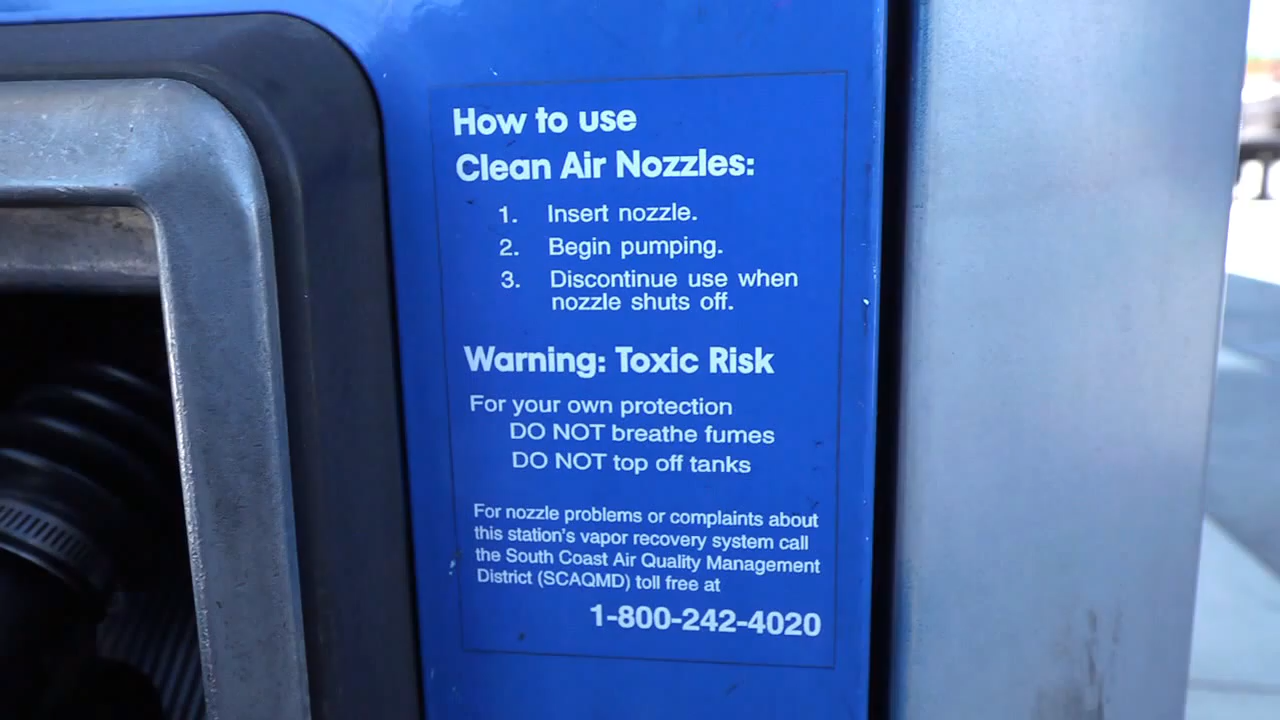 How to use
Clean Air Nozzles:
1. Insert nozzle.
2. Begin pumping.
3. Discontinue use when
nozzle shuts off.
Warning: Toxic Risk
For your own protection
DO NOT breathe fumes
DO NOT top off tanks
For nozzle problems or complaints about
this station's vapor recovery system call
the South Coast Air Quality Management
District (SCAQMD) toll free at
1-800-242-4020